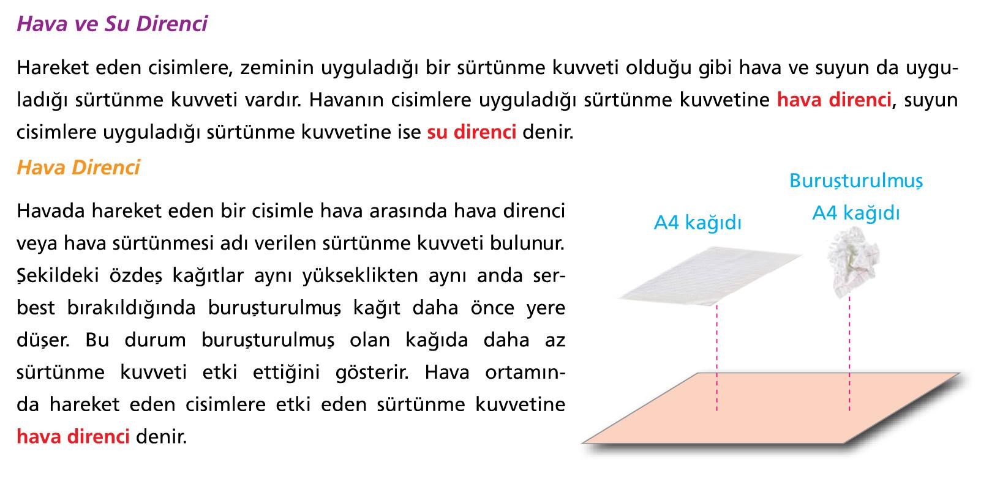 Hava ve Su Direnci
Hareket eden cisimlere, zeminin uyguladığı bir sürtünme kuvveti olduğu gibi hava ve suyun da uygu-
ladığı sürtünme kuvveti vardır. Havanın cisimlere uyguladığı sürtünme kuvvetine hava direnci, suyun
cisimlere uyguladığı sürtünme kuvvetine ise su direnci denir.
Hava Direnci
Havada hareket eden bir cisimle hava arasında hava direnci
veya hava sürtünmesi adı verilen sürtünme kuvveti bulunur.
Şekildeki özdeş kağıtlar aynı yükseklikten aynı anda ser-
best bırakıldığında buruşturulmuş kağıt daha önce yere
düşer. Bu durum buruşturulmuş olan kağıda daha az
sürtünme kuvveti etki ettiğini gösterir. Hava ortamın-
da hareket eden cisimlere etki eden sürtünme kuvvetine
hava direnci denir.
A4 kağıdı
Buruşturulmuş
A4 kağıdı